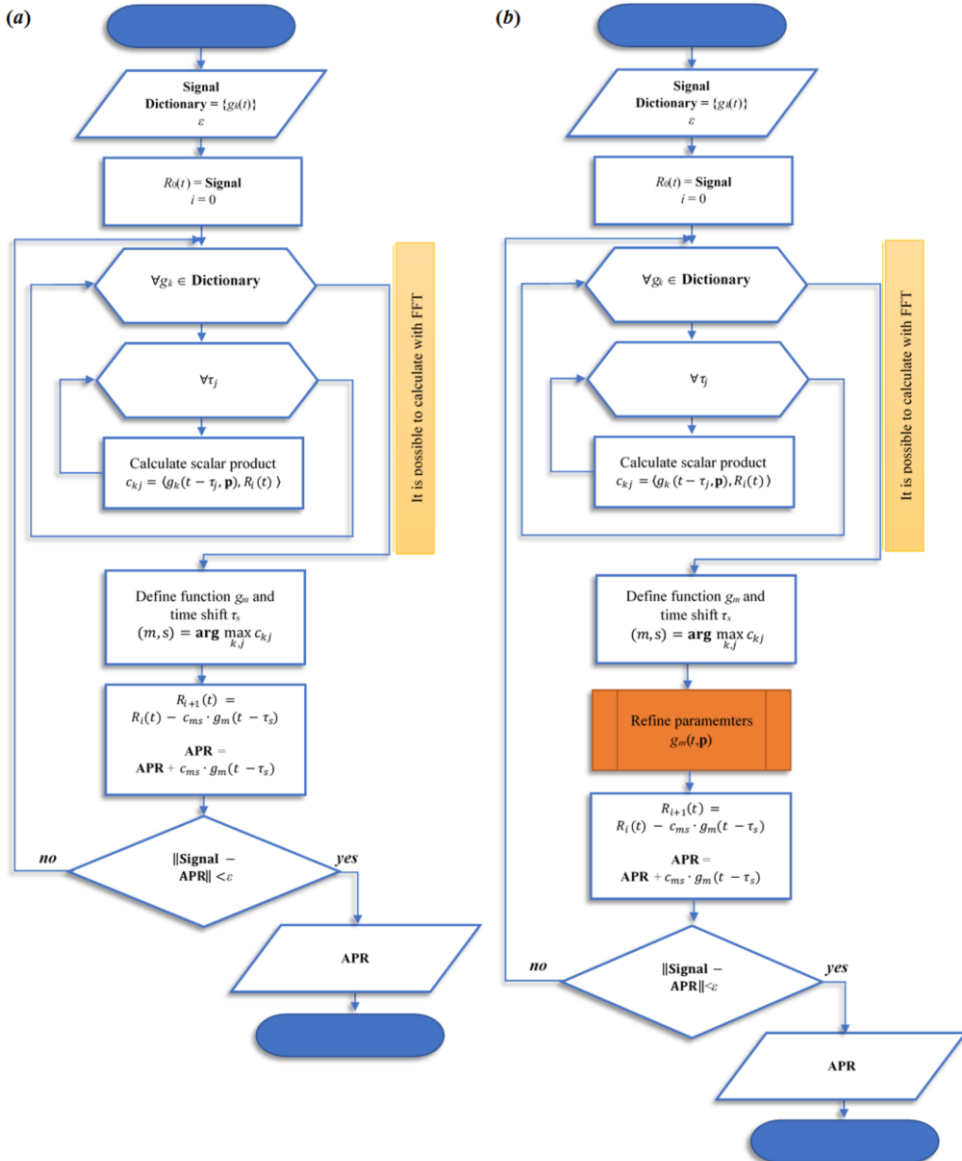 (a)
Signal
Dictionary = {gₖ(t)}
ε
R₀(t) = Signal
i = 0
∀gₖ ∈ Dictionary
∀τⱼ
Calculate scalar product
cₖⱼ = ⟨gₖ(t − τⱼ, p), Rᵢ(t) ⟩
It is possible to calculate with FFT
Define function gₘ and
time shift τₛ
(m, s) = arg max cₖⱼ
k,j
Rᵢ₊₁(t) =
Rᵢ(t) − cₘₛ · gₘ(t − τₛ)
APR =
APR + cₘₛ · gₘ(t − τₛ)
no
‖Signal −
APR‖ < ε
yes
APR
(b)
Signal
Dictionary = {gₖ(t)}
ε
R₀(t) = Signal
i = 0
∀gₖ ∈ Dictionary
∀τⱼ
Calculate scalar product
cₖⱼ = ⟨gₖ(t − τⱼ, p), Rᵢ(t) ⟩
It is possible to calculate with FFT
Define function gₘ and
time shift τₛ
(m, s) = arg max cₖⱼ
k,j
Refine paramemters
gₘ(t,p)
Rᵢ₊₁(t) =
Rᵢ(t) − cₘₛ · gₘ(t − τₛ)
APR =
APR + cₘₛ · gₘ(t − τₛ)
no
‖Signal −
APR‖<ε
yes
APR